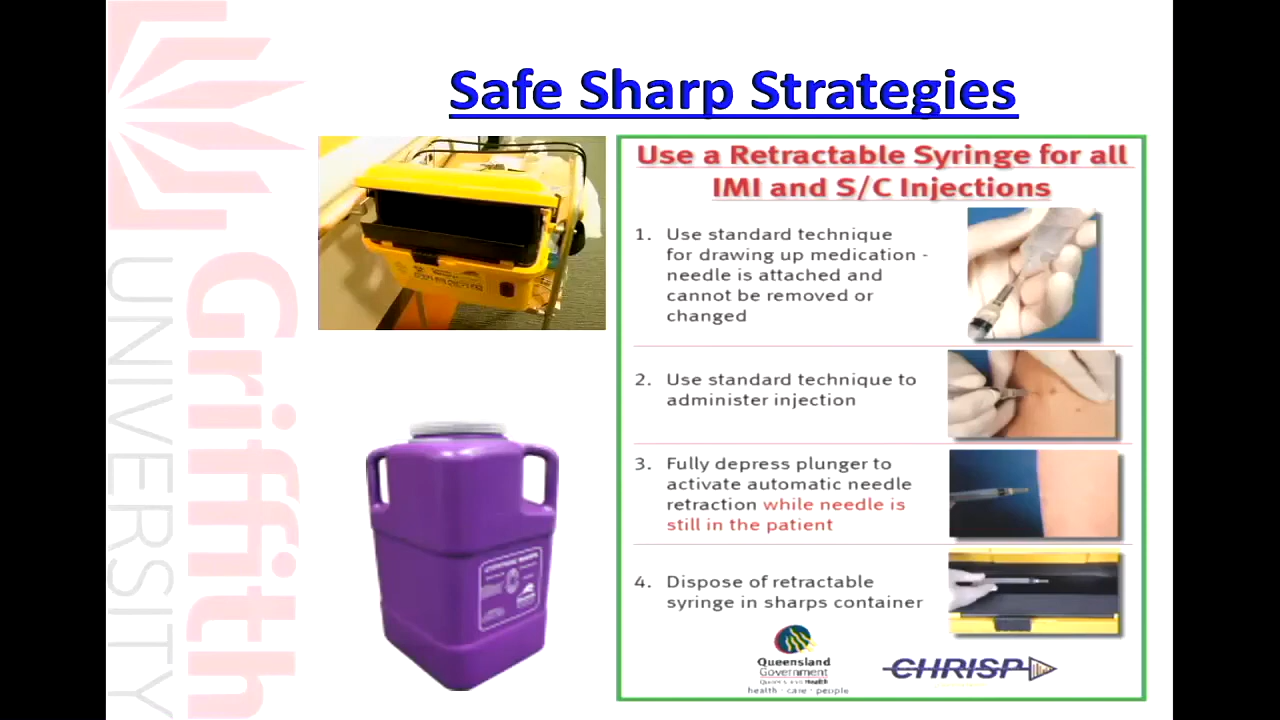 Safe Sharp Strategies
Griffith
UNIVERSITY
Use a Retractable Syringe for all
IMI and S/C Injections
1. Use standard technique
for drawing up medication -
needle is attached and
cannot be removed or
changed
2. Use standard technique to
administer injection
3. Fully depress plunger to
activate automatic needle
retraction while needle is
still in the patient
4. Dispose of retractable
syringe in sharps container
Queensland
Government
Queensland Health
health • care • people
CHRISP